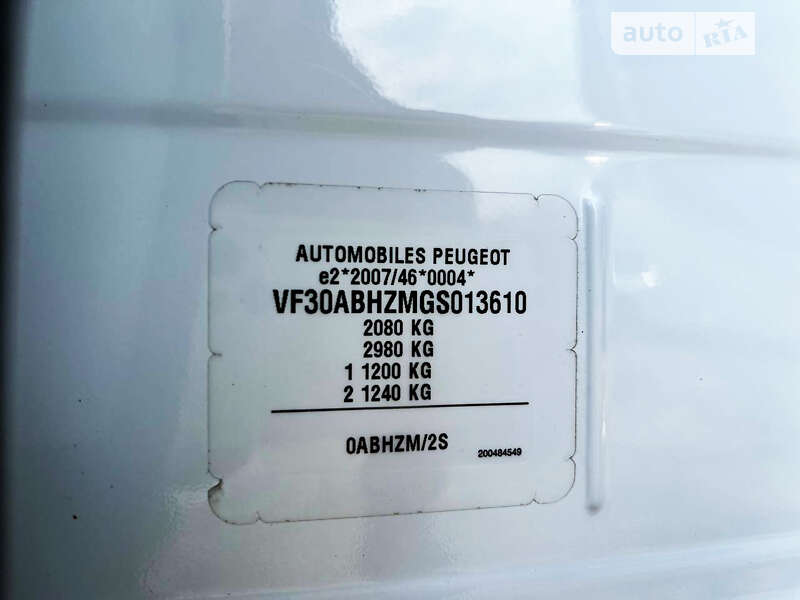 auto RIA
AUTOMOBILES PEUGEOT
e2*2007/46*0004*
VF30ABHZMGS013610
2080 KG
2980 KG
1 1200 KG
2 1240 KG
0ABHZM/2S
200484549